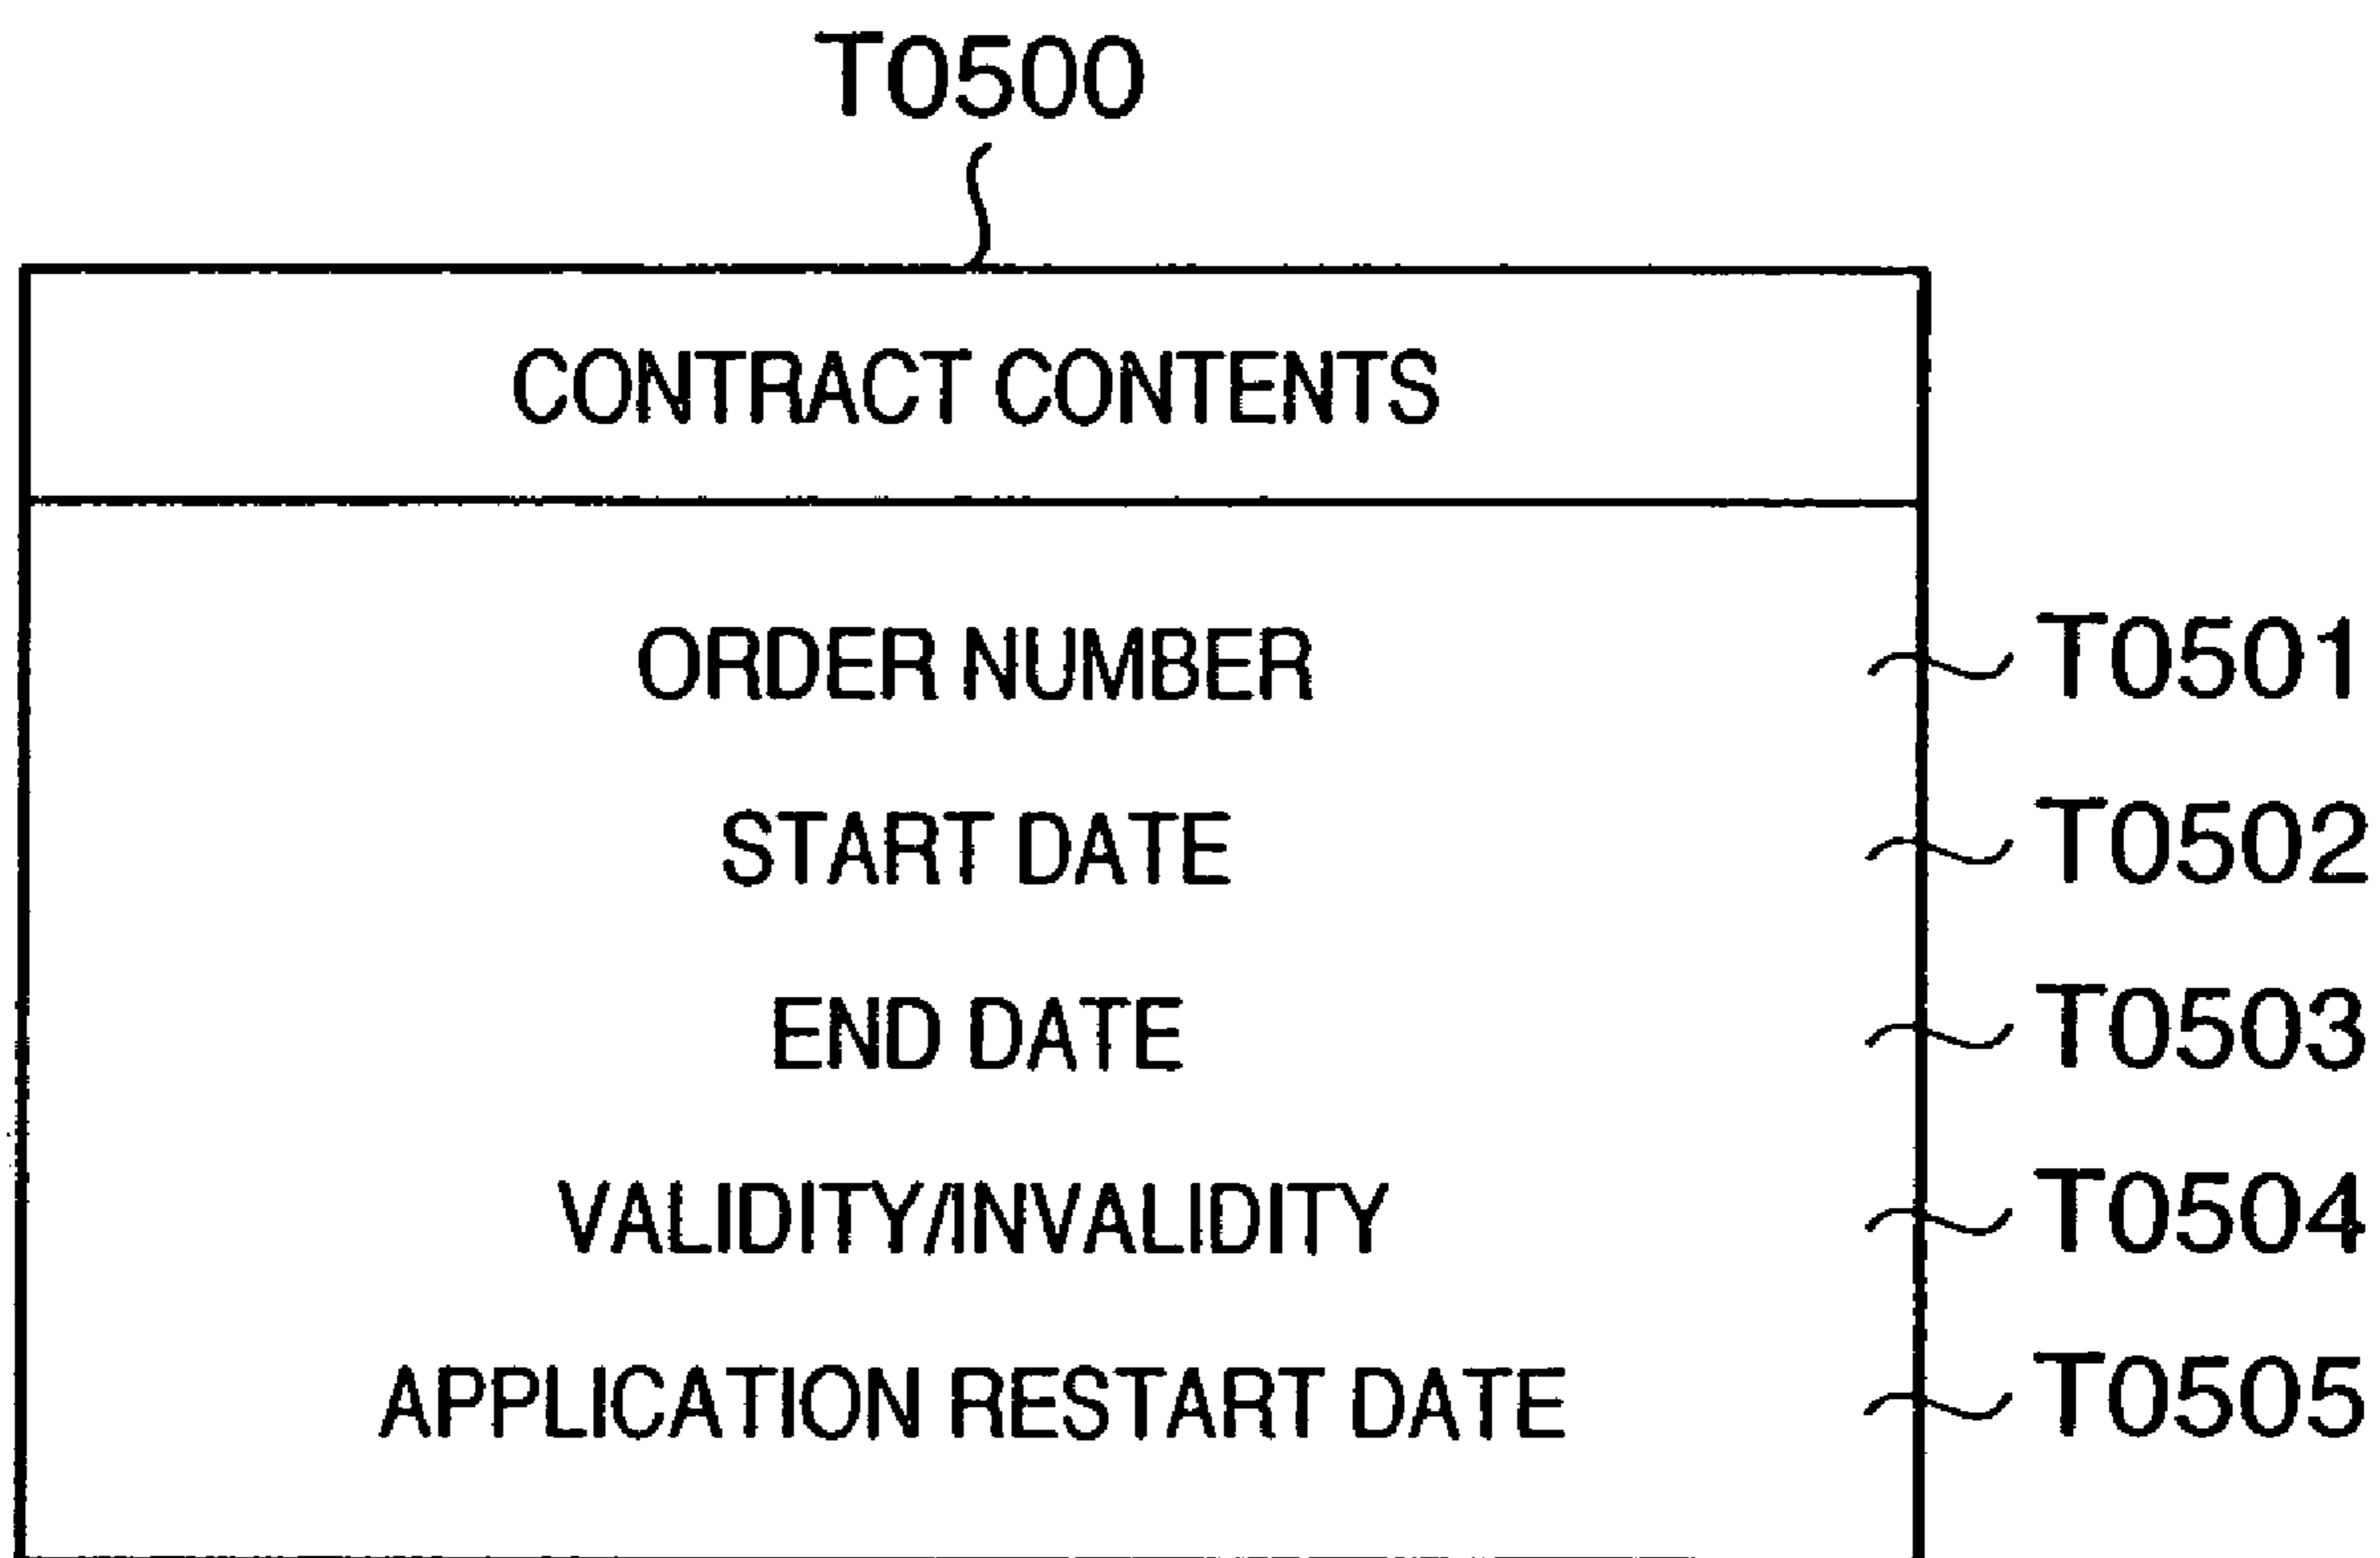 T0500
CONTRACT CONTENTS
ORDER NUMBER T0501
START DATE T0502
END DATE T0503
VALIDITY/INVALIDITY T0504
APPLICATION RESTART DATE T0505